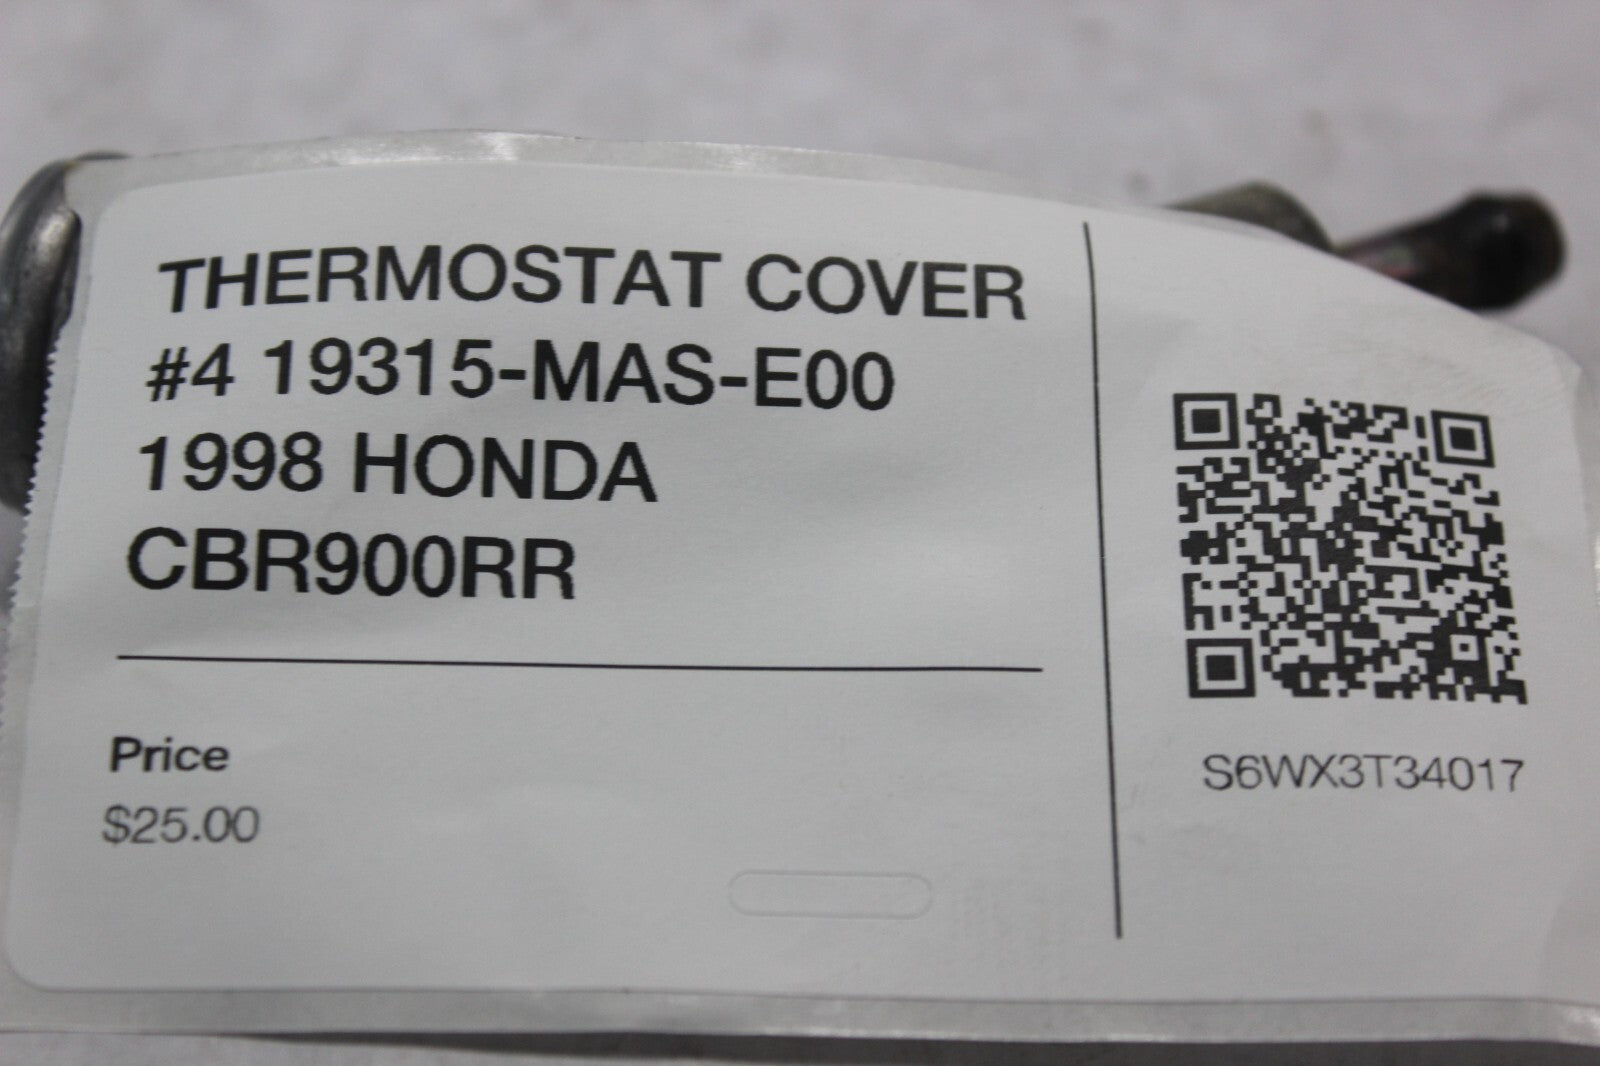 THERMOSTAT COVER
#4 19315-MAS-E00
1998 HONDA
CBR900RR
Price
$25.00
S6WX3T34017